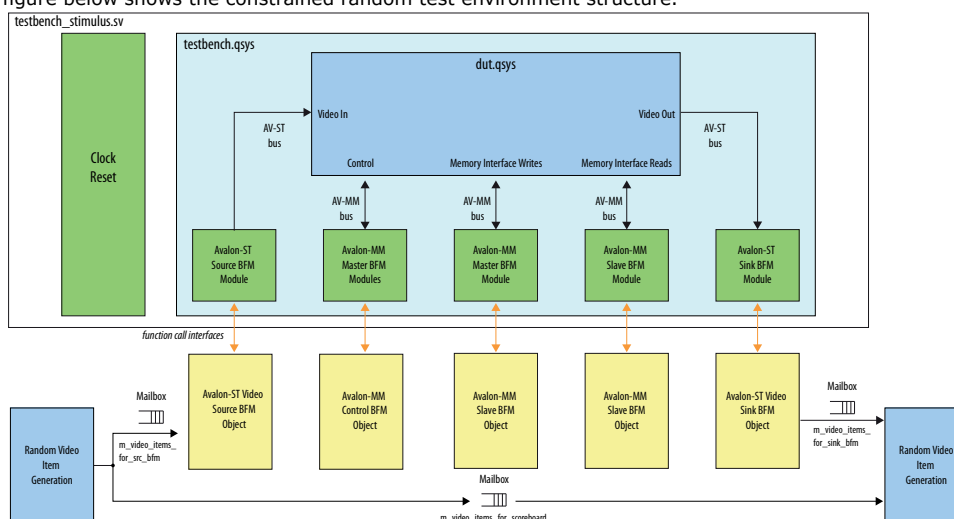 figure below shows the constrained random test environment structure.
testbench_stimulus.sv
testbench.qsys
dut.qsys
Video In
Video Out
AV-ST
bus
AV-ST
bus
Clock
Reset
Control
Memory Interface Writes
Memory Interface Reads
AV-MM
bus
AV-MM
bus
AV-MM
bus
Avalon-ST
Source BFM
Module
Avalon-MM
Master BFM
Modules
Avalon-MM
Master BFM
Module
Avalon-MM
Slave BFM
Module
Avalon-ST
Sink BFM
Module
function call interfaces
Mailbox
m_video_items_
for_src_bfm
Avalon-ST Video
Source BFM
Object
Avalon-MM
Control BFM
Object
Avalon-MM
Slave BFM
Object
Avalon-MM
Slave BFM
Object
Avalon-ST Video
Sink BFM
Object
Mailbox
m_video_items_
for_sink_bfm
Random Video
Item
Generation
Random Video
Item
Generation
Mailbox
m_video_items_for_scoreboard